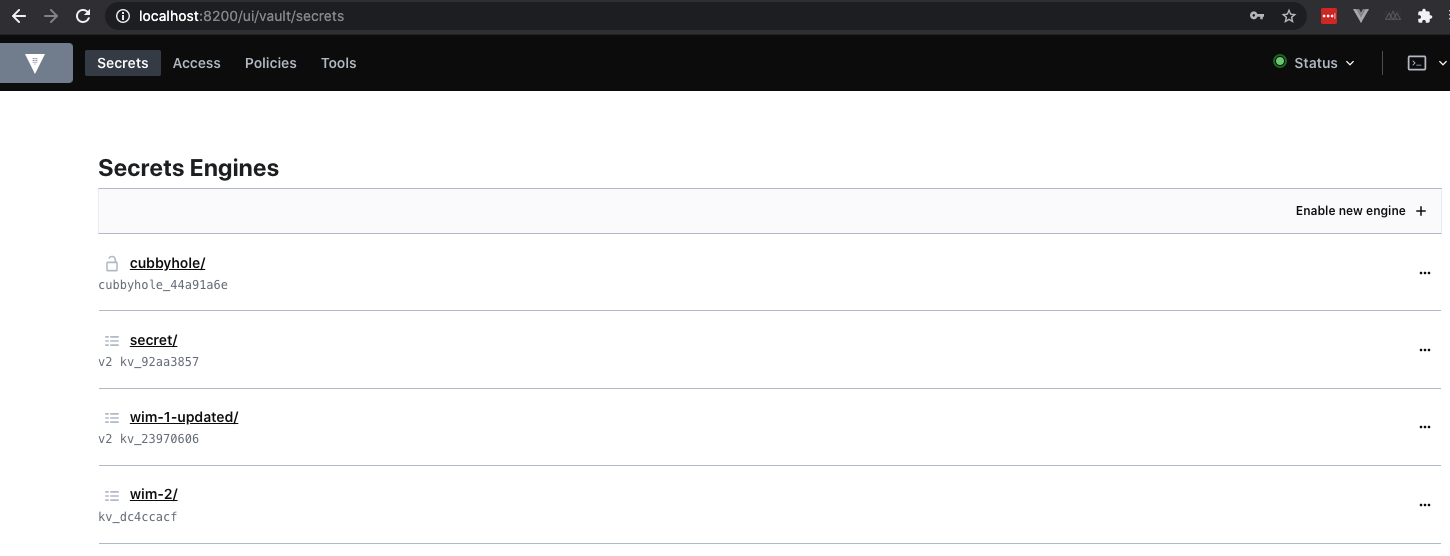 localhost:8200/ui/vault/secrets
Secrets Access Policies Tools Status
Secrets Engines
Enable new engine +
cubbyhole/
cubbyhole_44a91a6e
secret/
v2 kv_92aa3857
wim-1-updated/
v2 kv_23970606
wim-2/
kv_dc4ccacf